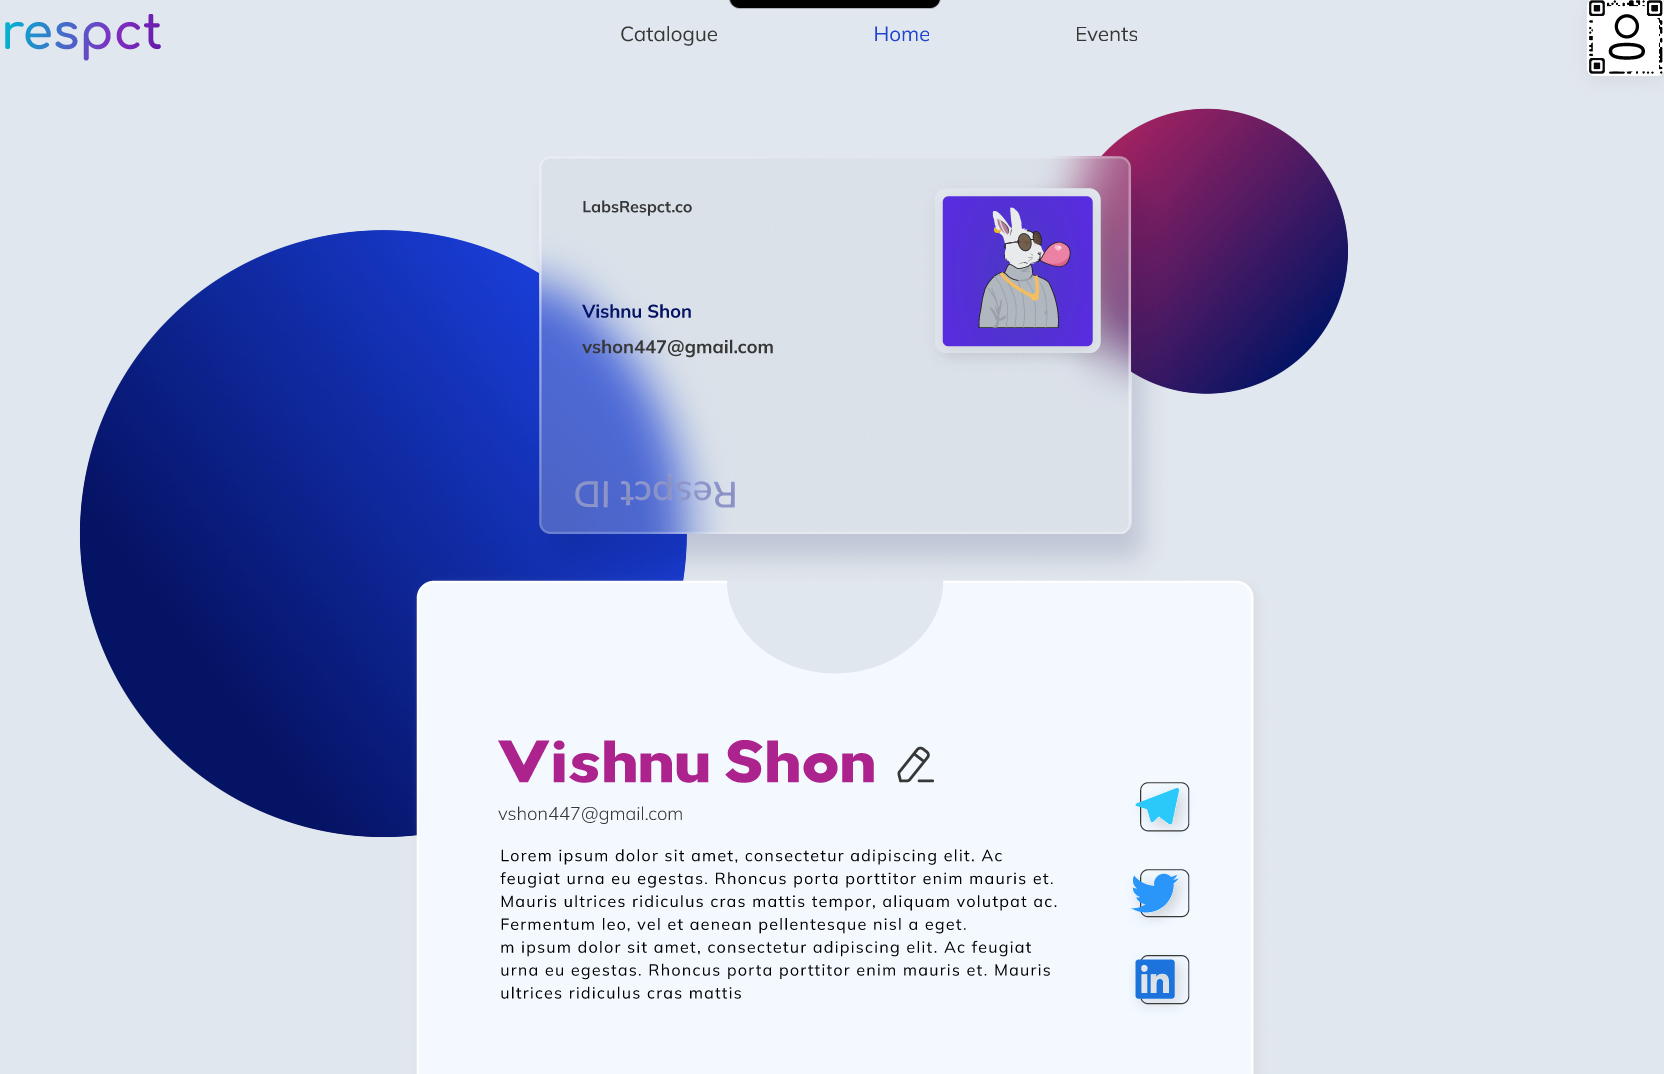 respct
Catalogue
Home
Events
LabsRespct.co
Vishnu Shon
vshon447@gmail.com
Respct ID
Vishnu Shon
vshon447@gmail.com
Lorem ipsum dolor sit amet, consectetur adipiscing elit. Ac
feugiat urna eu egestas. Rhoncus porta porttitor enim mauris et.
Mauris ultrices ridiculus cras mattis tempor, aliquam volutpat ac.
Fermentum leo, vel et aenean pellentesque nisl a eget.
m ipsum dolor sit amet, consectetur adipiscing elit. Ac feugiat
urna eu egestas. Rhoncus porta porttitor enim mauris et. Mauris
ultrices ridiculus cras mattis
in